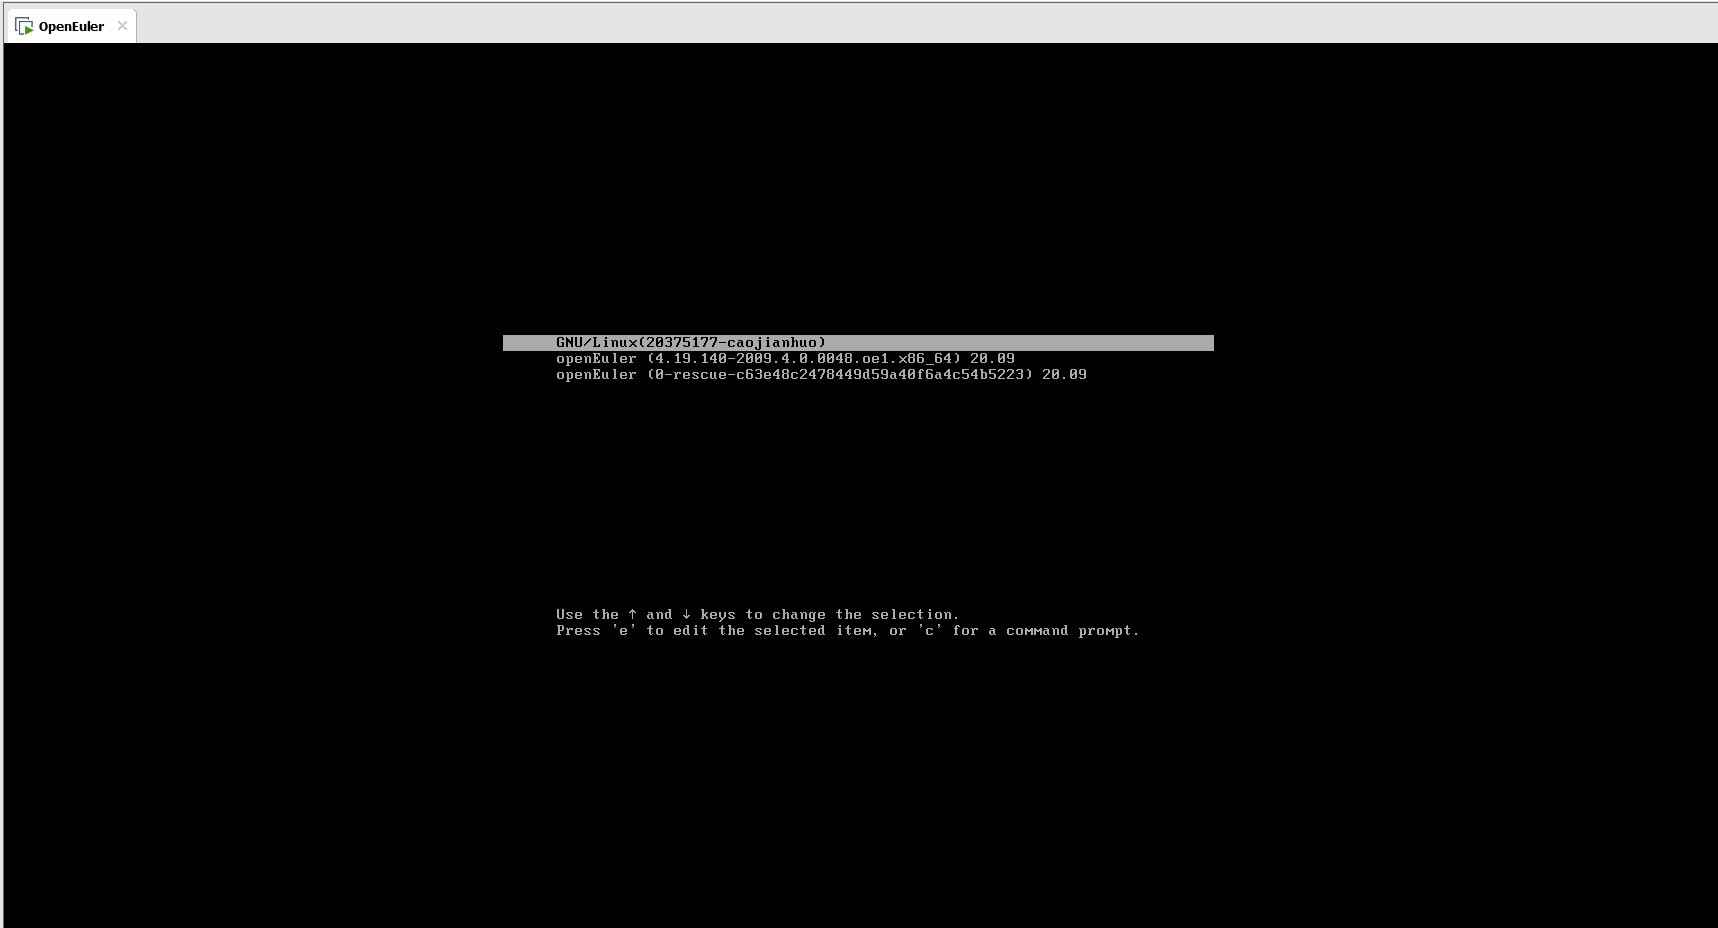 OpenEuler
GNU/Linux(20375177-caojianhuo)
openEuler (4.19.140-2009.4.0.0048.oe1.x86_64) 20.09
openEuler (0-rescue-c63e48c2478449d59a40f6a4c54b5223) 20.09
Use the ↑ and ↓ keys to change the selection.
Press 'e' to edit the selected item, or 'c' for a command prompt.